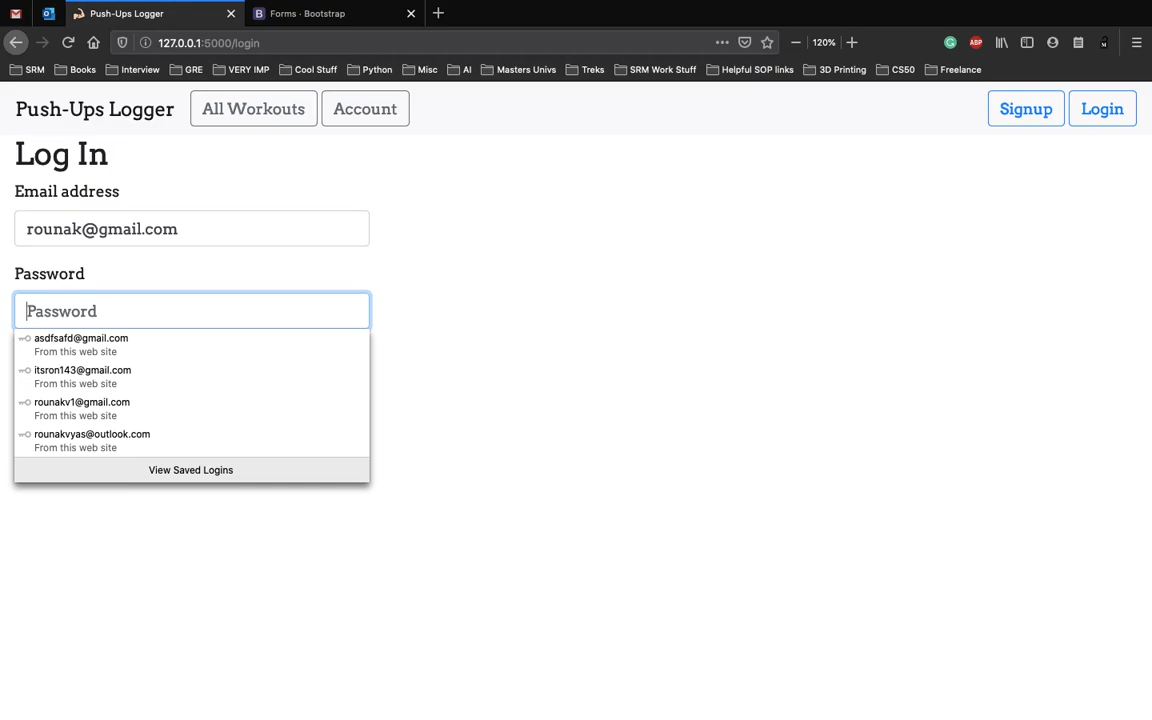 Push-Ups Logger
Forms · Bootstrap
127.0.0.1:5000/login
120%
ABP
SRM Books Interview GRE VERY IMP Cool Stuff Python Misc AI Masters Univs Treks SRM Work Stuff Helpful SOP links 3D Printing CS50 Freelance
Push-Ups Logger All Workouts Account Signup Login
Log In
Email address
rounak@gmail.com
Password
Password
asdfsafd@gmail.com
From this web site
itsron143@gmail.com
From this web site
rounakv1@gmail.com
From this web site
rounakvyas@outlook.com
From this web site
View Saved Logins